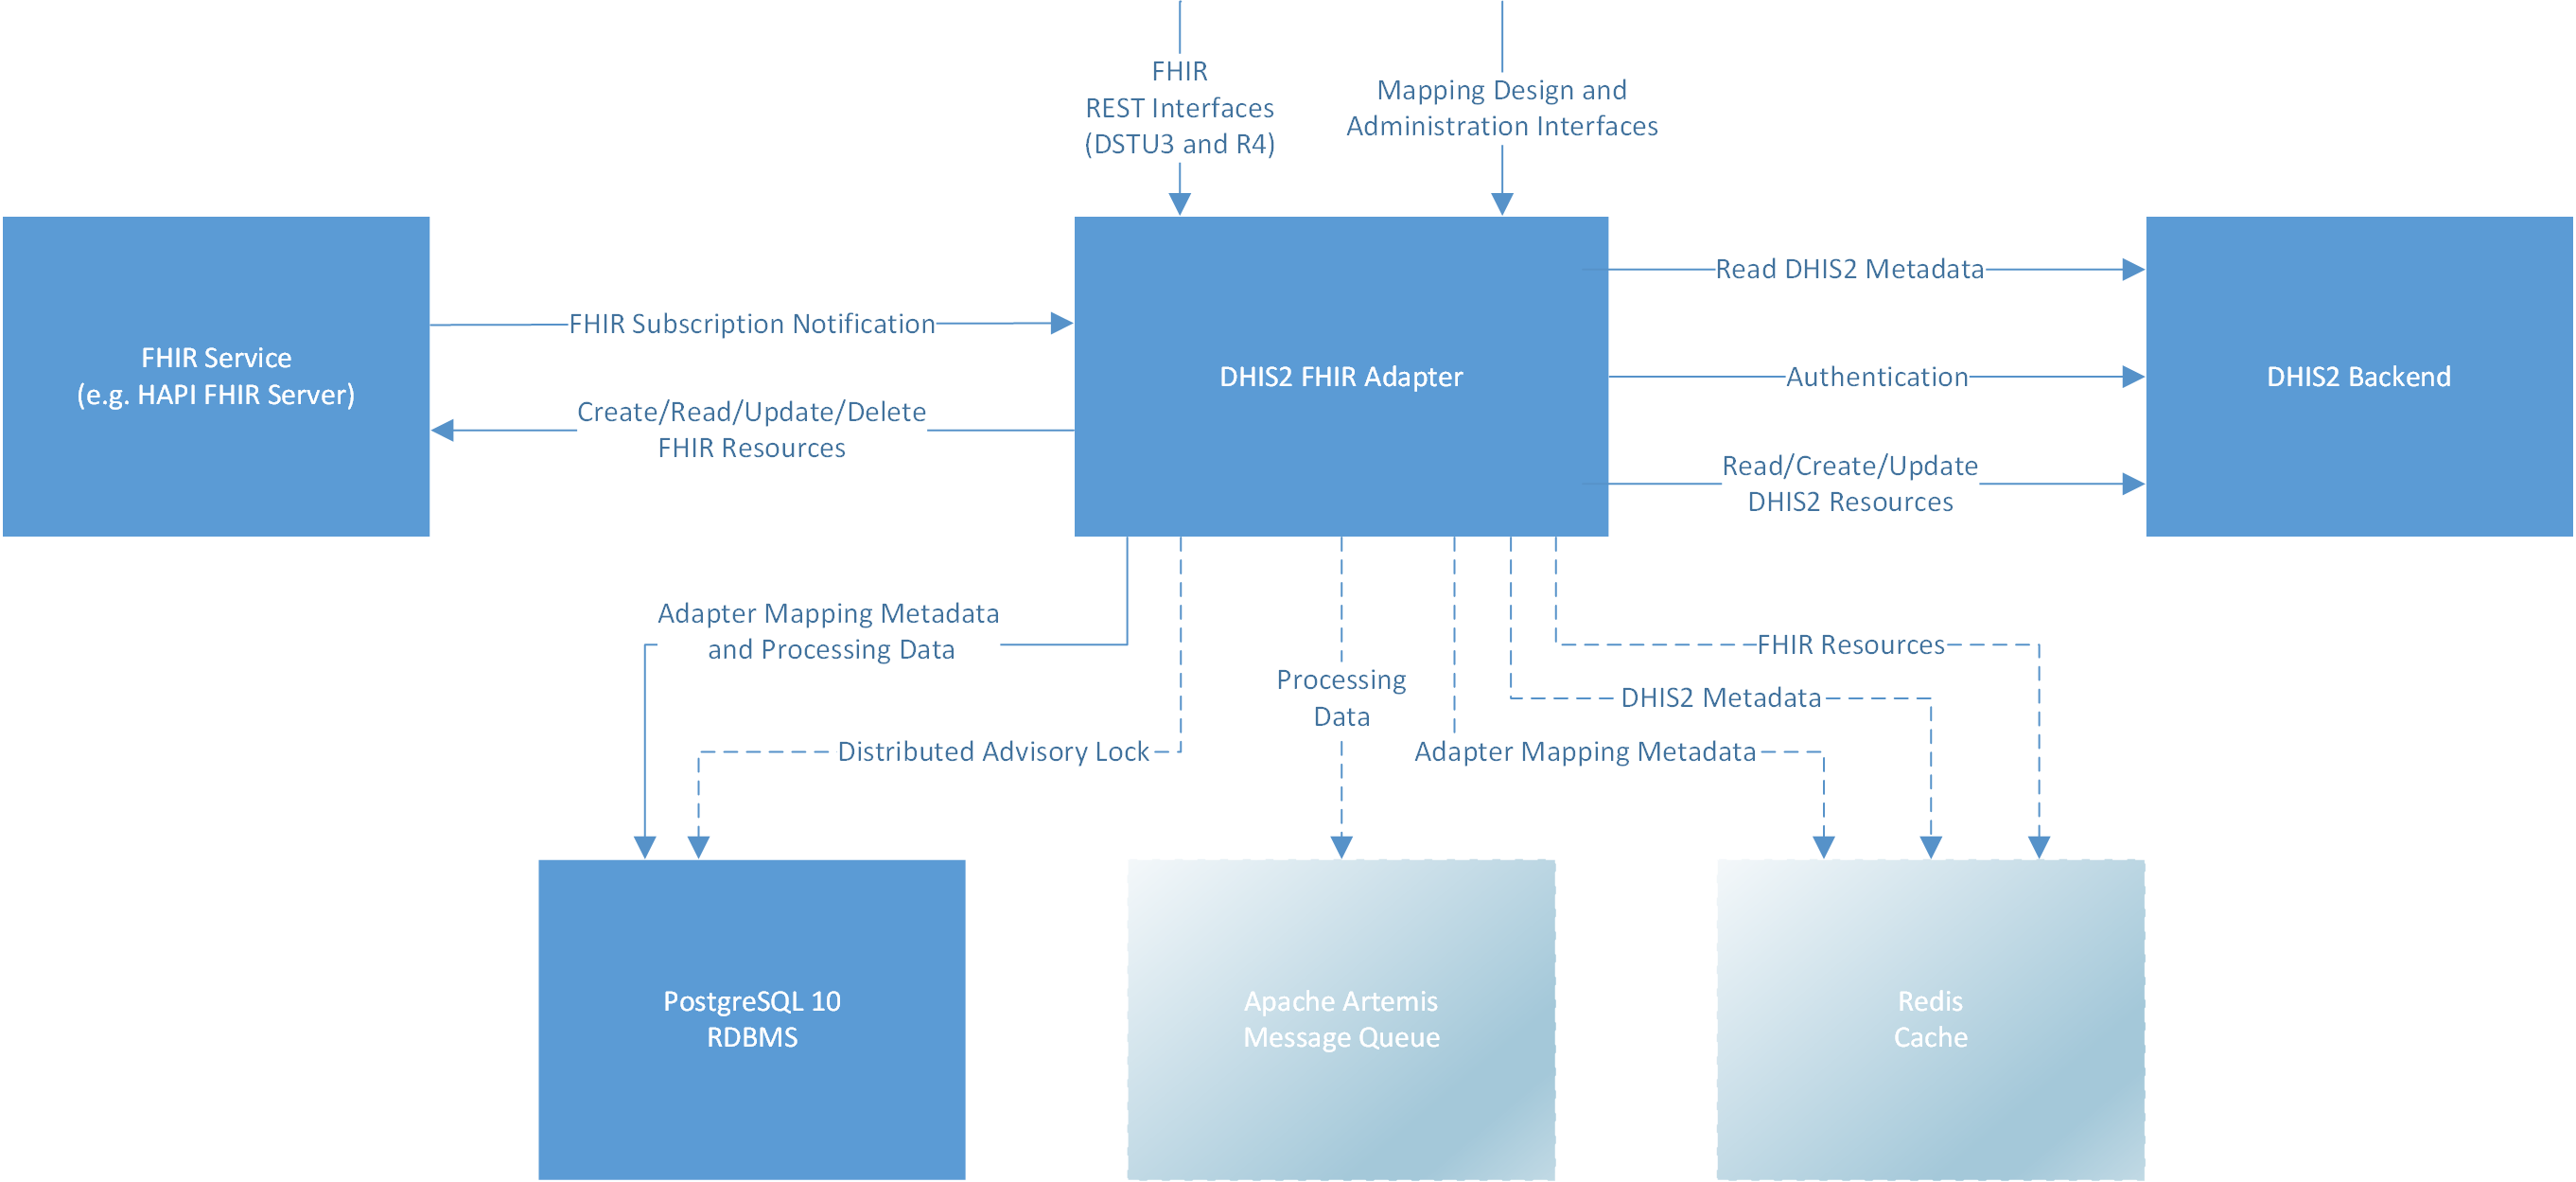 FHIR
REST Interfaces
(DSTU3 and R4)
Mapping Design and
Administration Interfaces
FHIR Service
(e.g. HAPI FHIR Server)
FHIR Subscription Notification
Create/Read/Update/Delete
FHIR Resources
DHIS2 FHIR Adapter
Read DHIS2 Metadata
Authentication
Read/Create/Update
DHIS2 Resources
DHIS2 Backend
Adapter Mapping Metadata
and Processing Data
Distributed Advisory Lock
Processing
Data
FHIR Resources
DHIS2 Metadata
Adapter Mapping Metadata
PostgreSQL 10
RDBMS
Apache Artemis
Message Queue
Redis
Cache